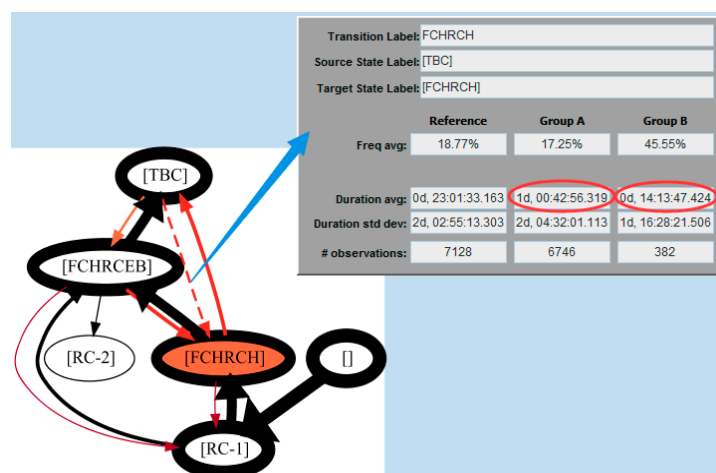 Transition Label: FCHRCH
Source State Label: [TBC]
Target State Label: [FCHRCH]
Reference Group A Group B
Freq avg: 18.77% 17.25% 45.55%
Duration avg: 0d, 23:01:33.163 1d, 00:42:56.319 0d, 14:13:47.424
Duration std dev: 2d, 02:55:13.303 2d, 04:32:01.113 1d, 16:28:21.506
# observations: 7128 6746 382
[TBC]
[FCHRCEB]
[RC-2] [FCHRCH] []
[RC-1]